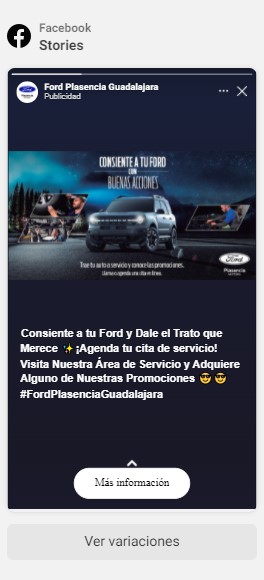 Facebook
Stories
Ford Plasencia Guadalajara
Publicidad
CONSIENTE A TU FORD
CON
BUENAS ACCIONES
Trae tu auto a servicio y conoce las promociones.
Llama o agenda una cita en línea.
Ford
Plasencia
Consiente a tu Ford y Dale el Trato que
Merece ✨¡Agenda tu cita de servicio!
Visita Nuestra Área de Servicio y Adquiere
Alguno de Nuestras Promociones 😎 😎
#FordPlasenciaGuadalajara
Más información
Ver variaciones